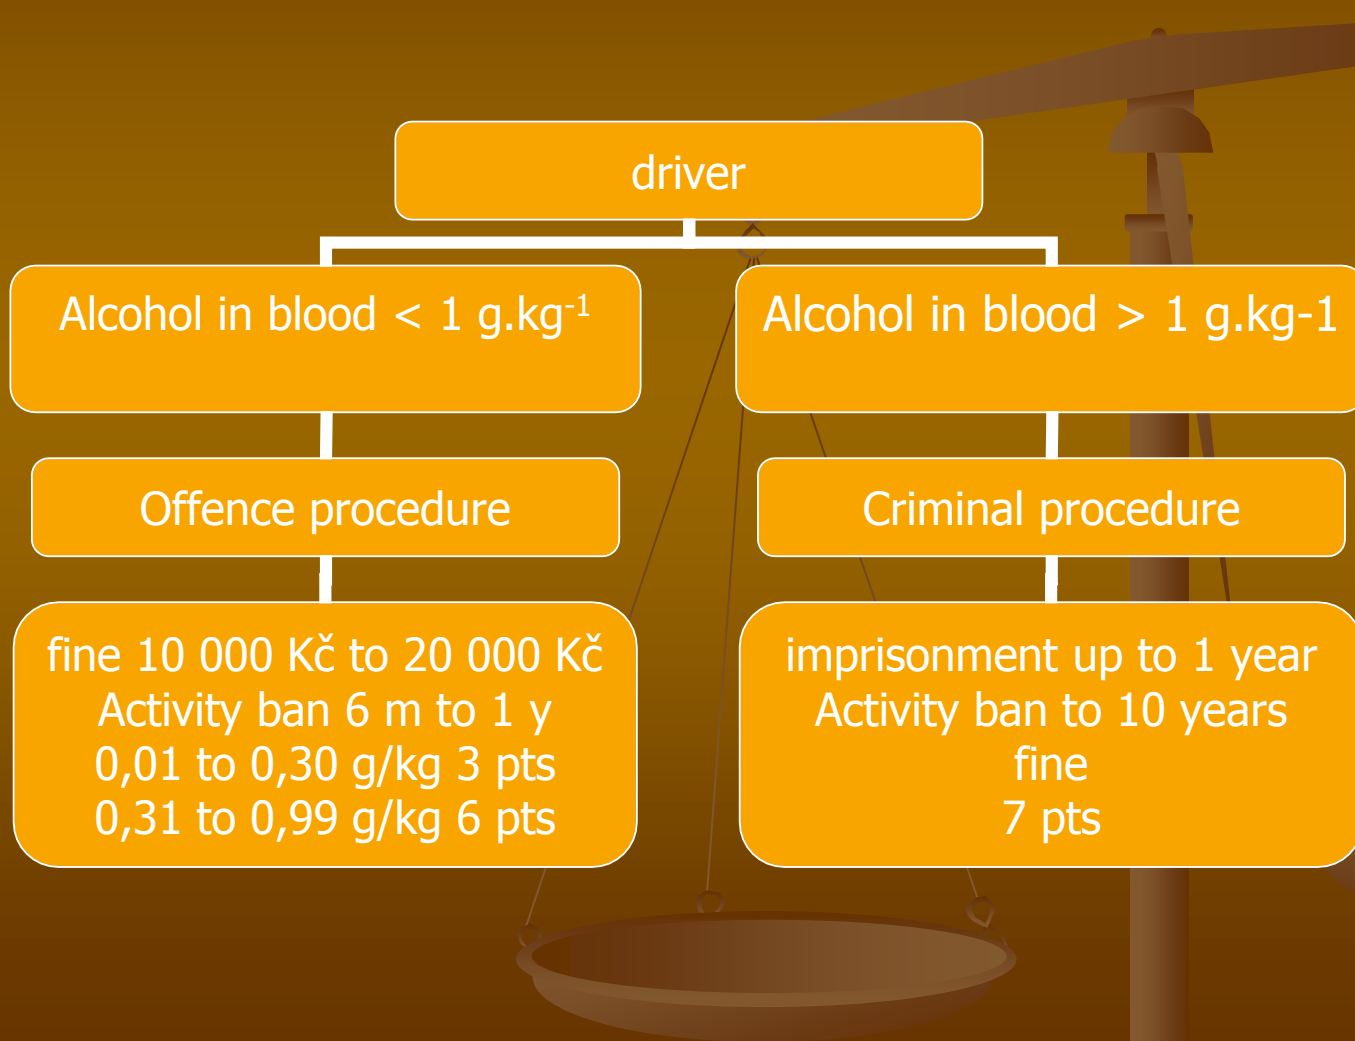 driver
Alcohol in blood < 1 g.kg⁻¹
Alcohol in blood > 1 g.kg-1
Offence procedure
Criminal procedure
fine 10 000 Kč to 20 000 Kč
Activity ban 6 m to 1 y
0,01 to 0,30 g/kg 3 pts
0,31 to 0,99 g/kg 6 pts
imprisonment up to 1 year
Activity ban to 10 years
fine
7 pts